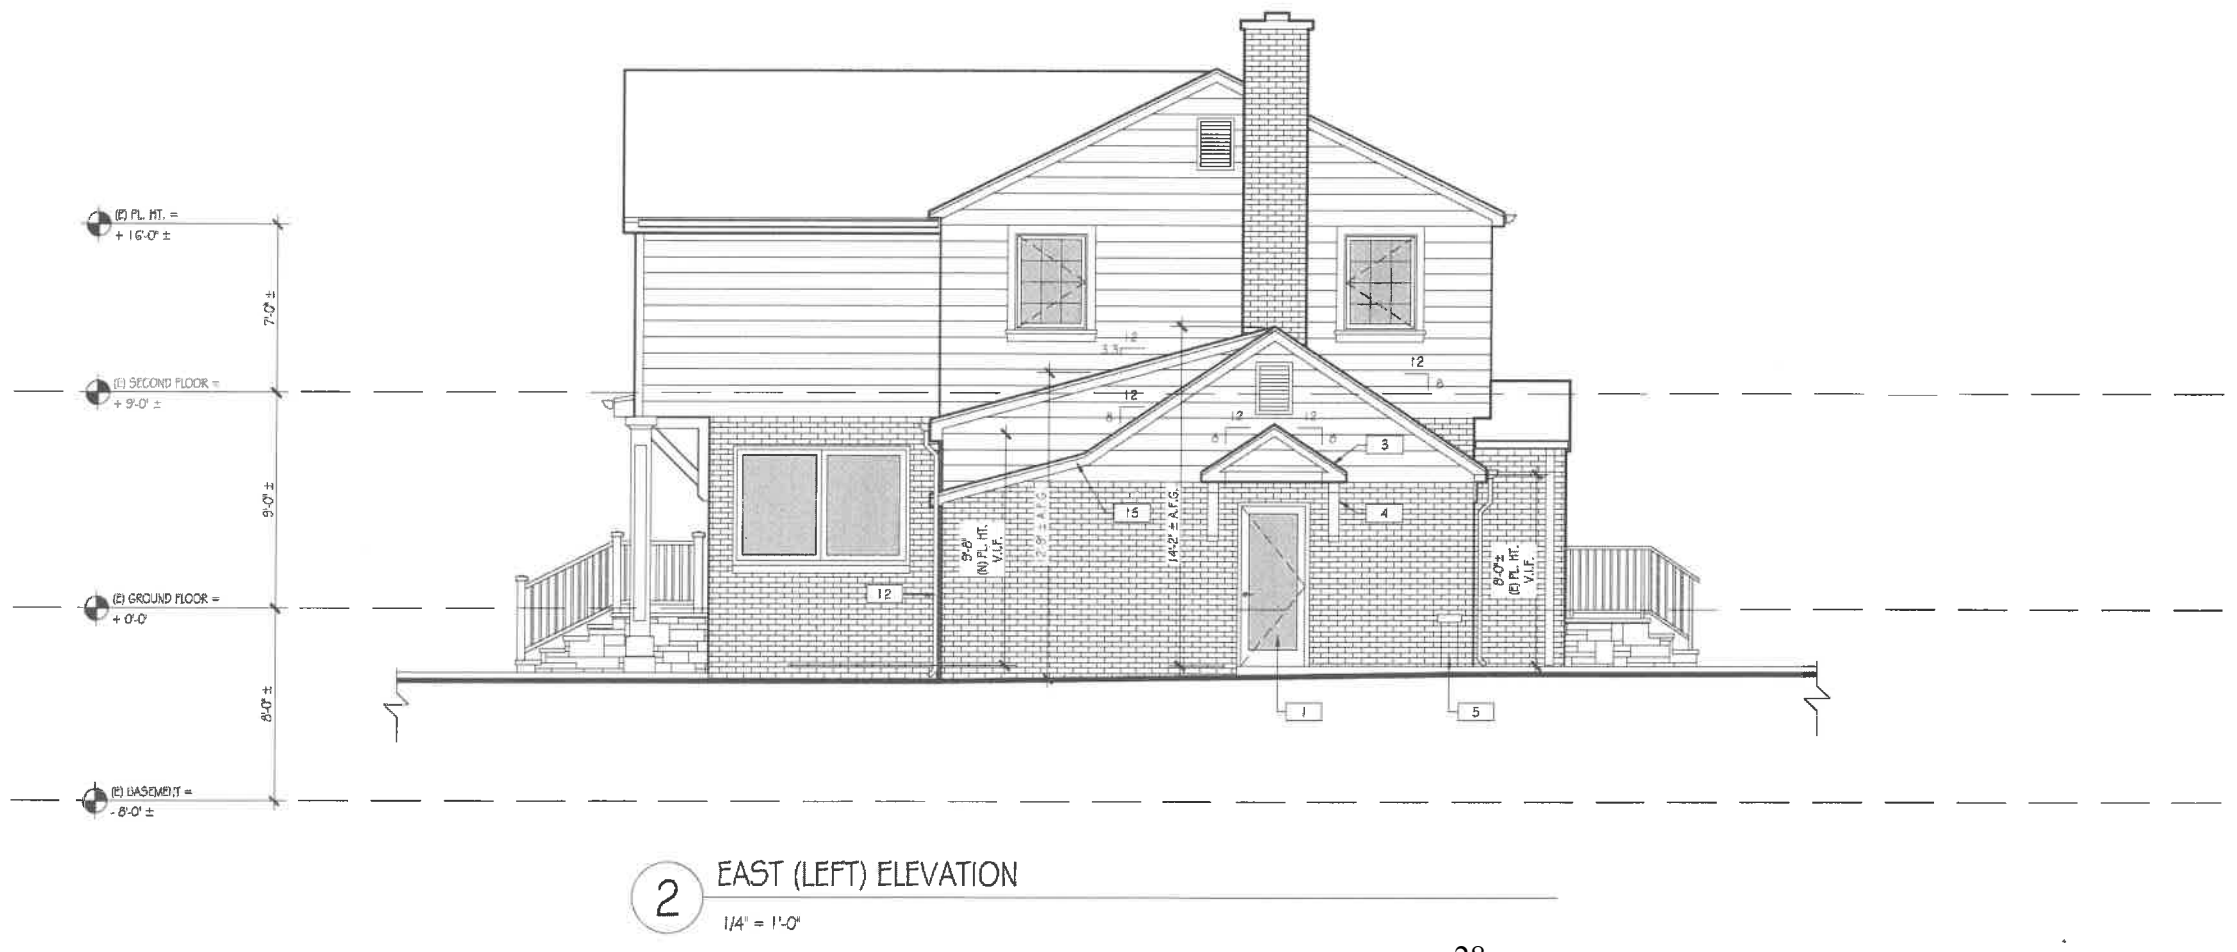 (E) PL. HT. =
+ 16'-0" ±
7'-0" ±
(E) SECOND FLOOR =
+ 9'-0" ±
9'-0" ±
(E) GROUND FLOOR =
+ 0'-0"
8'-0" ±
(E) BASEMENT =
- 8'-0" ±
12
3.3
12
8
12
8
12
8
12
8
3
4
15
12
1
5
9'-8"
(N) PL. HT.
V.I.F.
14'-2" ± A.F.G.
8'-0" ±
(E) PL. HT.
V.I.F.
2
EAST (LEFT) ELEVATION
1/4" = 1'-0"